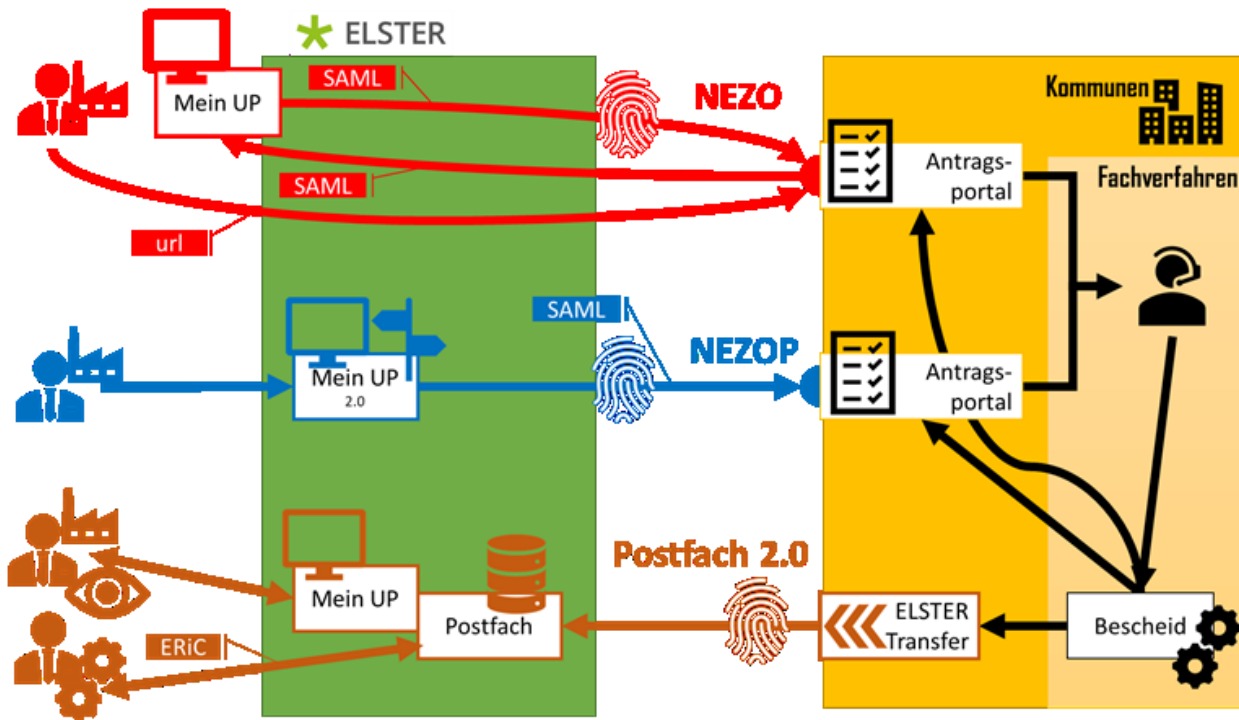 ELSTER
SAML
Mein UP
NEZO
Kommunen
Antrags-
portal
Fachverfahren
SAML
url
SAML
NEZOP
Mein UP
2.0
Antrags-
portal
Postfach 2.0
Mein UP
Postfach
ELSTER
Transfer
Bescheid
ERiC